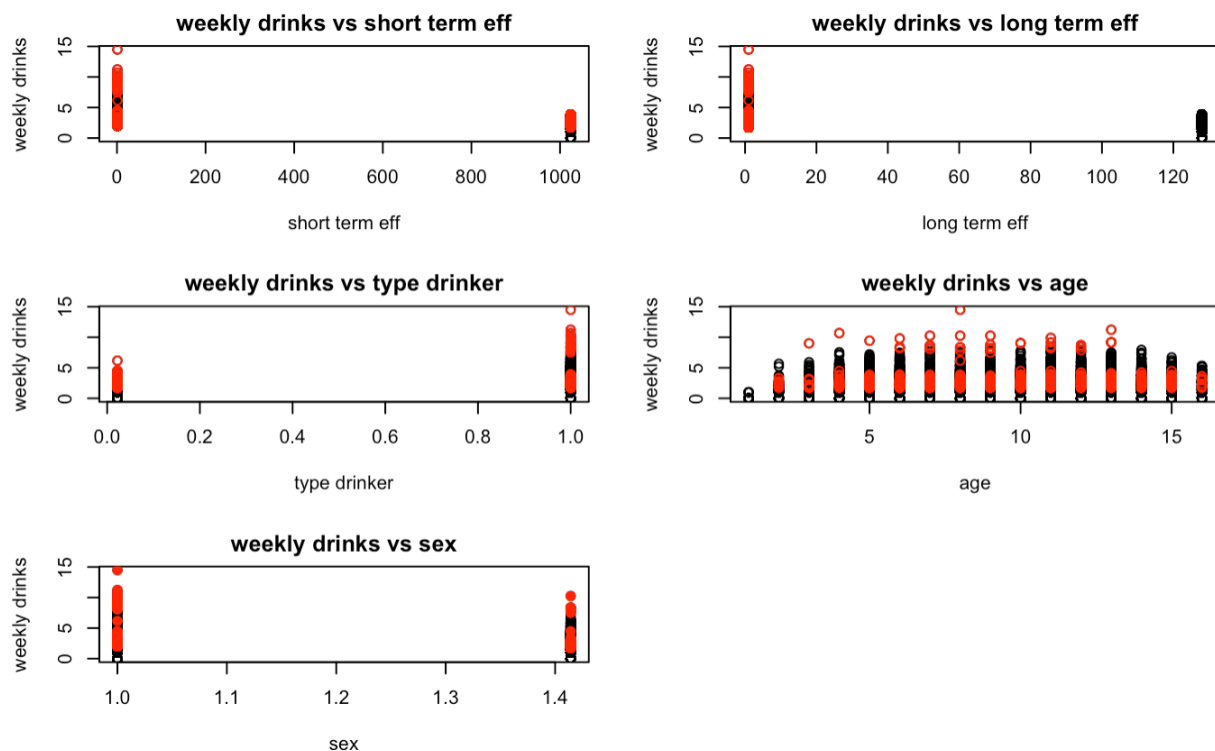 weekly drinks vs short term eff
weekly drinks
0 5 15
0 200 400 600 800 1000
short term eff
weekly drinks vs long term eff
weekly drinks
0 5 15
0 20 40 60 80 100 120
long term eff
weekly drinks vs type drinker
weekly drinks
0 5 15
0.0 0.2 0.4 0.6 0.8 1.0
type drinker
weekly drinks vs age
weekly drinks
0 5 15
5 10 15
age
weekly drinks vs sex
weekly drinks
0 5 15
1.0 1.1 1.2 1.3 1.4
sex